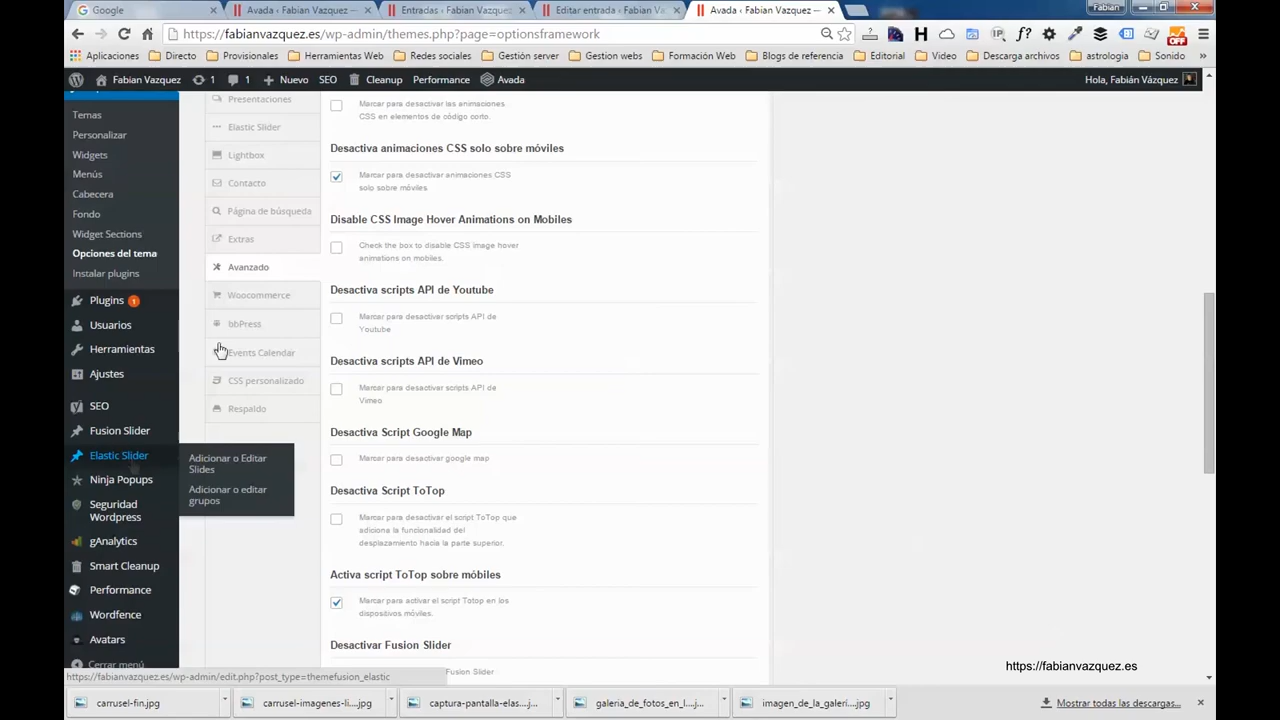 Google
Avada ‹ Fabian Vazquez —
Entradas ‹ Fabian Vazquez
Editar entrada ‹ Fabian Vaz
Avada ‹ Fabian Vazquez —
Fabian
https://fabianvazquez.es/wp-admin/themes.php?page=optionsframework
Aplicaciones
Directo
Provisionales
Herramientas Web
Redes sociales
Gestión server
Gestion webs
Formación Web
Blogs de referencia
Editorial
Video
Descarga archivos
astrologia
Sonido
Fabian Vazquez
1
1
Nuevo
SEO
Cleanup
Performance
Avada
Hola, Fabián Vázquez
Temas
Personalizar
Widgets
Menús
Cabecera
Fondo
Widget Sections
Opciones del tema
Instalar plugins
Plugins 1
Usuarios
Herramientas
Ajustes
SEO
Fusion Slider
Elastic Slider
Ninja Popups
Seguridad
Wordpress
gAnalytics
Smart Cleanup
Performance
Wordfence
Avatars
Cerrar menú
Adicionar o Editar
Slides
Adicionar o editar
grupos
Presentaciones
Elastic Slider
Lightbox
Contacto
Página de búsqueda
Extras
Avanzado
Woocommerce
bbPress
Events Calendar
CSS personalizado
Respaldo
Marcar para desactivar las animaciones
CSS en elementos de código corto.
Desactiva animaciones CSS solo sobre móviles
Marcar para desactivar animaciones CSS
solo sobre móviles.
Disable CSS Image Hover Animations on Mobiles
Check the box to disable CSS image hover
animations on mobiles.
Desactiva scripts API de Youtube
Marcar para desactivar scripts API de
Youtube
Desactiva scripts API de Vimeo
Marcar para desactivar scripts API de
Vimeo
Desactiva Script Google Map
Marcar para desactivar google map
Desactiva Script ToTop
Marcar para desactivar el script ToTop que
adiciona la funcionalidad del
desplazamiento hacia la parte superior.
Activa script ToTop sobre móbiles
Marcar para activar el script Totop en los
dispositivos móviles.
Desactivar Fusion Slider
Fusion Slider
https://fabianvazquez.es
https://fabianvazquez.es/wp-admin/edit.php?post_type=themefusion_elastic
carrusel-fin.jpg
carrusel-imagenes-li....jpg
captura-pantalla-elas....jpg
galeria_de_fotos_en_l....jpg
imagen_de_la_galeri....jpg
Mostrar todas las descargas...